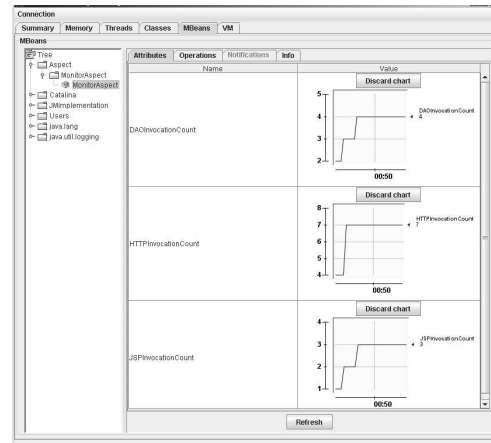 Connection
Summary Memory Threads Classes MBeans VM
MBeans
Tree
Aspect
MonitorAspect
MonitorAspect
Catalina
JMImplementation
Users
java.lang
java.util.logging
Attributes Operations Notifications Info
Name Value
Discard chart
DAOInvocationCount
5
4
3
2
DAOInvocationCount
4
00:50
Discard chart
HTTPInvocationCount
8
7
6
5
4
HTTPInvocationCount
7
00:50
Discard chart
JSPInvocationCount
4
3
2
1
JSPInvocationCount
3
00:50
Refresh